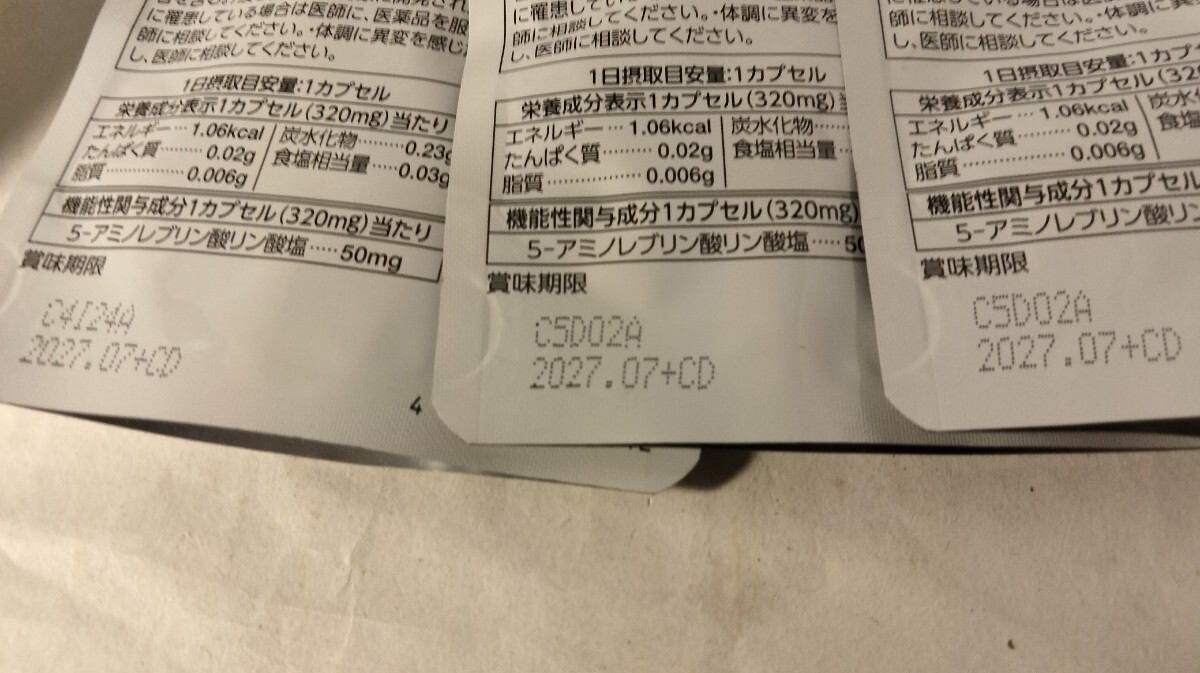 に罹患している場合は医師に、医薬品を服
師に相談してください。・体調に異変を感じ
し、医師に相談してください。
1日摂取目安量:1カプセル
栄養成分表示1カプセル(320mg)当たり
エネルギー…1.06kcal 炭水化物………0.23g
たんぱく質………0.02g 食塩相当量…0.03g
脂質……………0.006g
機能性関与成分1カプセル(320mg)当たり
5-アミノレブリン酸リン酸塩……50mg
賞味期限
C4I24A
2027.07+CD
4
に罹患してい
師に相談してください。・体調に異変を
し、医師に相談してください。
1日摂取目安量:1カプセル
栄養成分表示1カプセル(320mg)
エネルギー…1.06kcal 炭水化物……
たんぱく質………0.02g 食塩相当量…
脂質……………0.006g
機能性関与成分1カプセル(320mg)
5-アミノレブリン酸リン酸塩……50
賞味期限
C5D02A
2027.07+CD
師に相談してください。・体調に異
し、医師に相談してください。
1日摂取目安量:1カプ
栄養成分表示1カプセル(32
エネルギー…1.06kcal 炭水
たんぱく質………0.02g 食塩
脂質……………0.006g
機能性関与成分1カプセル
5-アミノレブリン酸リン
賞味期限
C5D02A
2027.07+CD